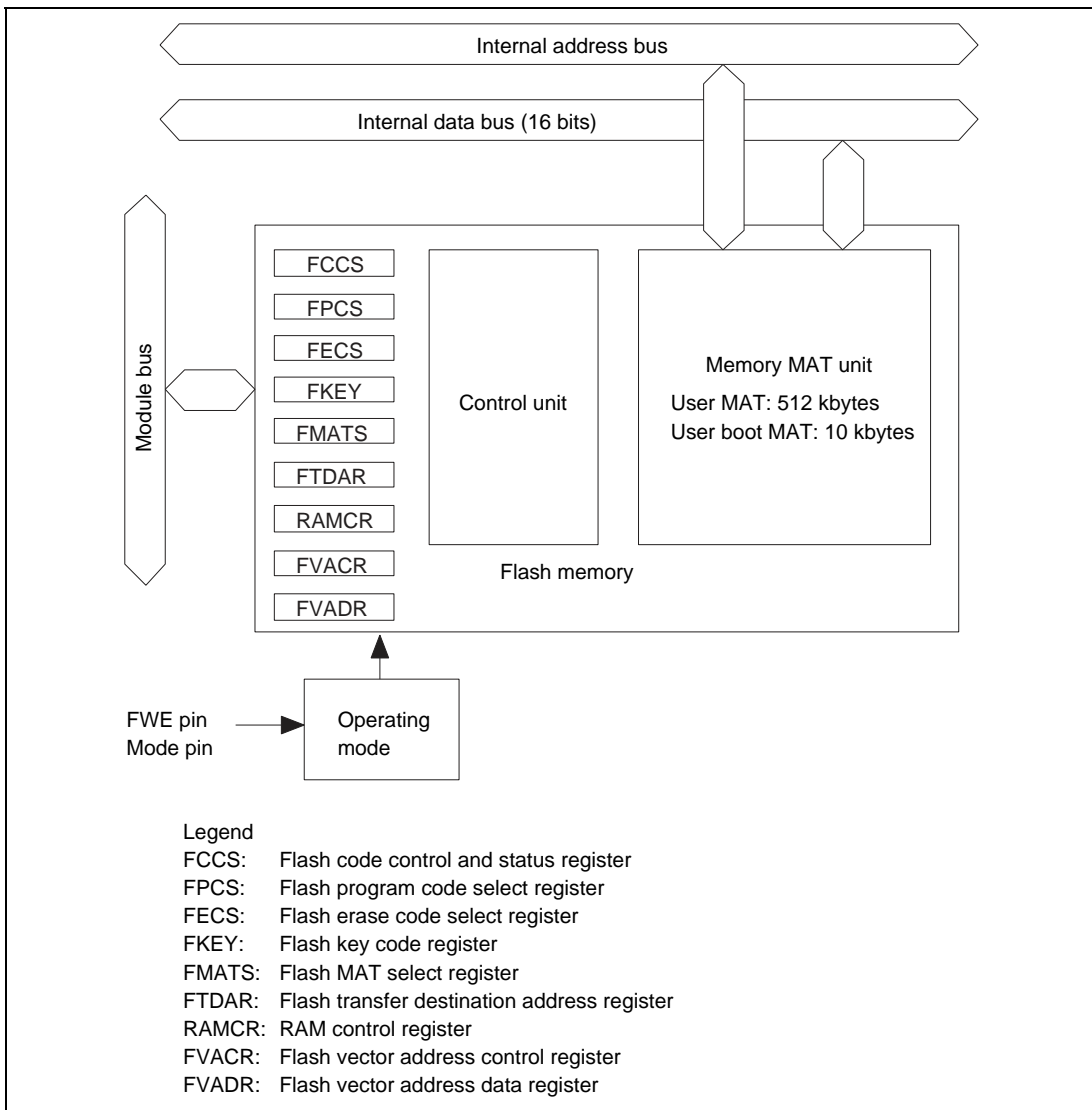 Internal address bus
Internal data bus (16 bits)
Module bus
FCCS
FPCS
FECS
FKEY
FMATS
FTDAR
RAMCR
FVACR
FVADR
Control unit
Memory MAT unit
User MAT: 512 kbytes
User boot MAT: 10 kbytes
Flash memory
FWE pin
Mode pin
Operating
mode
Legend
FCCS: Flash code control and status register
FPCS: Flash program code select register
FECS: Flash erase code select register
FKEY: Flash key code register
FMATS: Flash MAT select register
FTDAR: Flash transfer destination address register
RAMCR: RAM control register
FVACR: Flash vector address control register
FVADR: Flash vector address data register